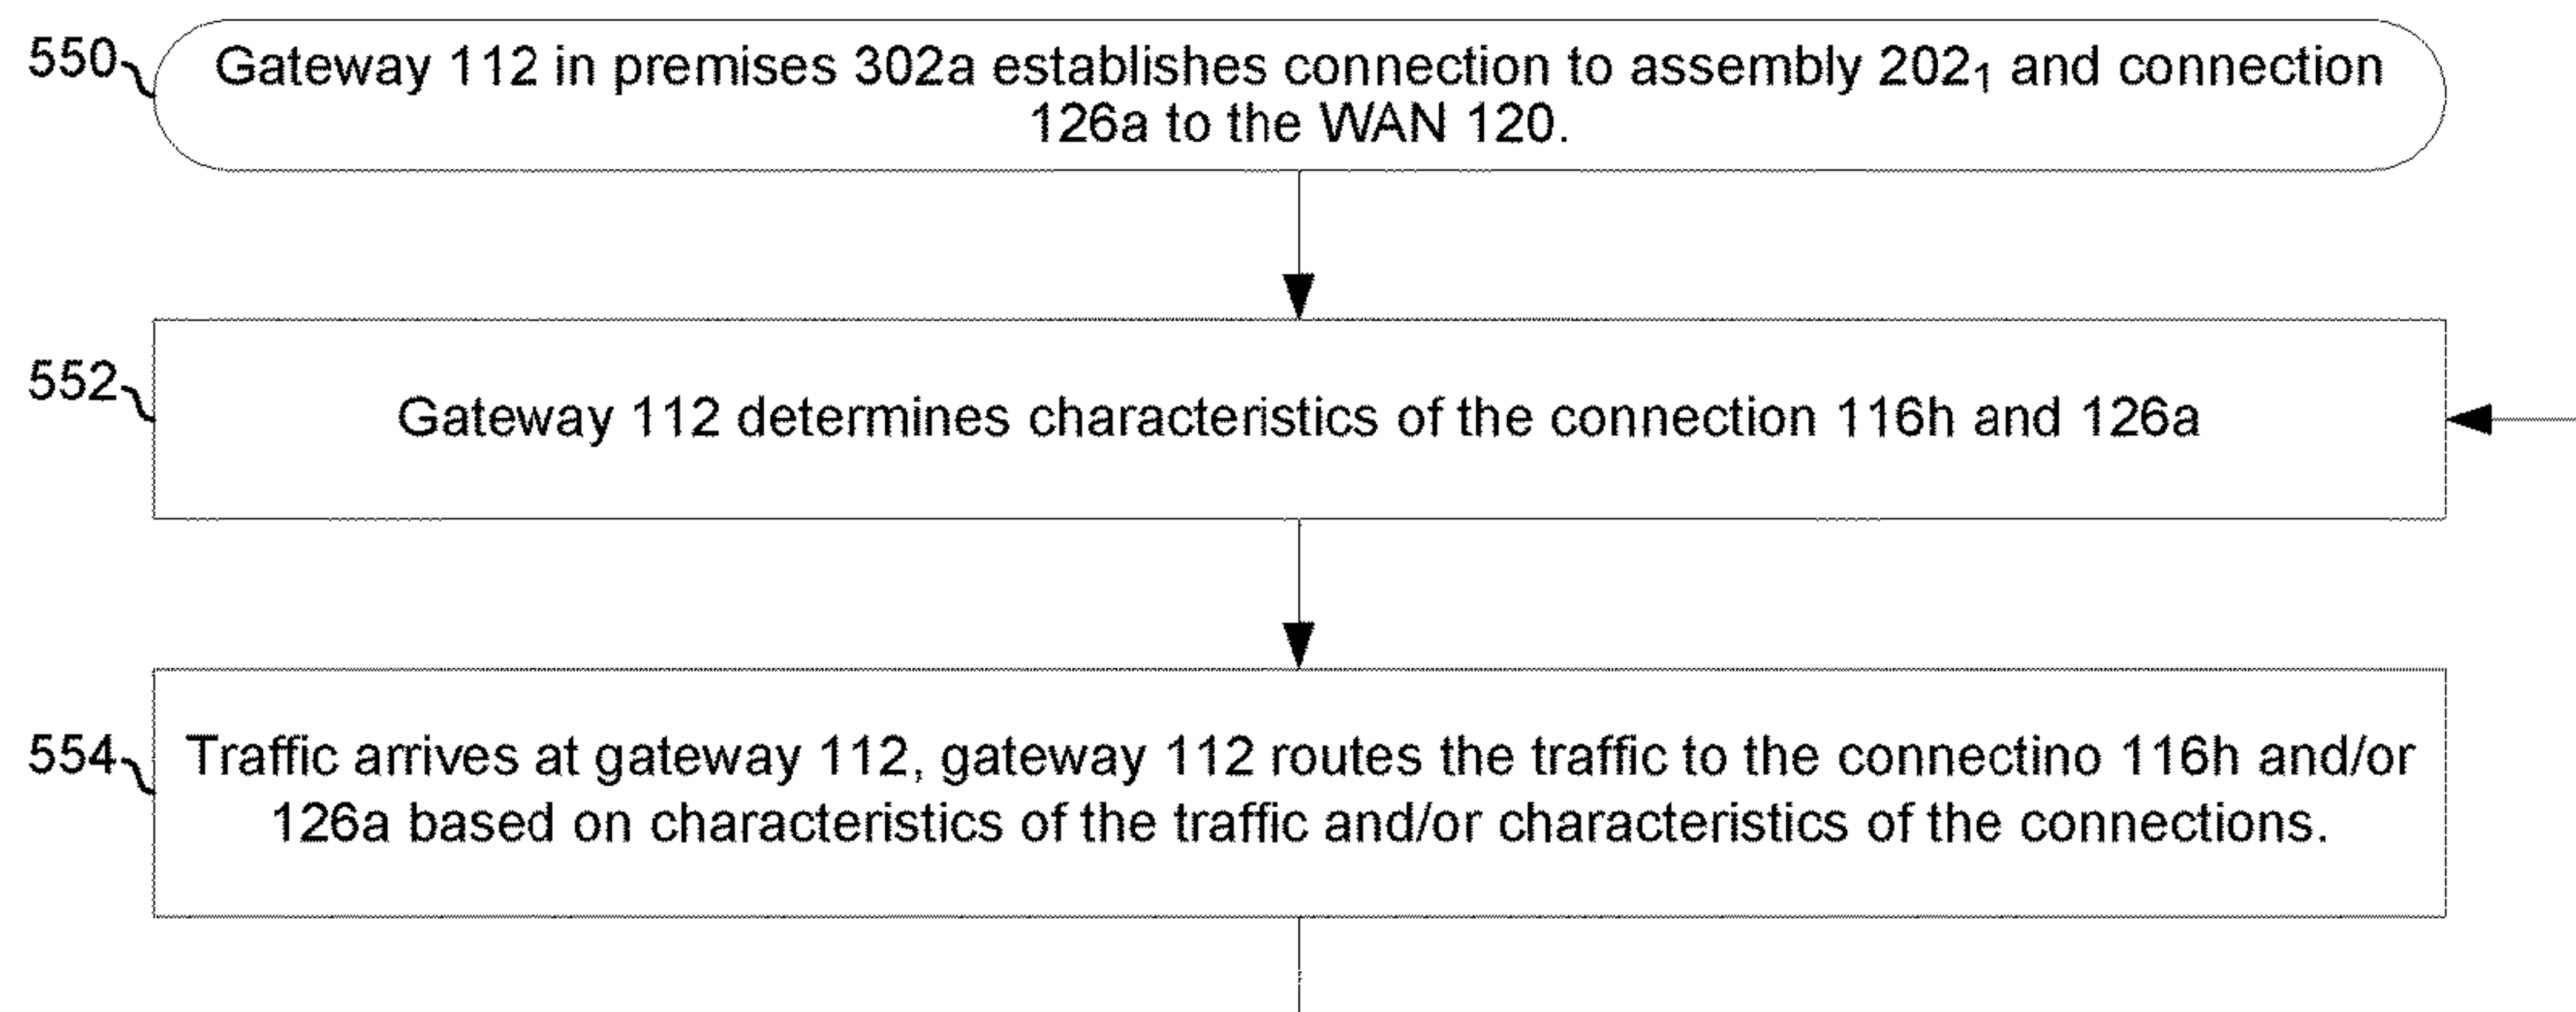 550
Gateway 112 in premises 302a establishes connection to assembly 202₁ and connection
126a to the WAN 120.
552
Gateway 112 determines characteristics of the connection 116h and 126a
554
Traffic arrives at gateway 112, gateway 112 routes the traffic to the connectino 116h and/or
126a based on characteristics of the traffic and/or characteristics of the connections.